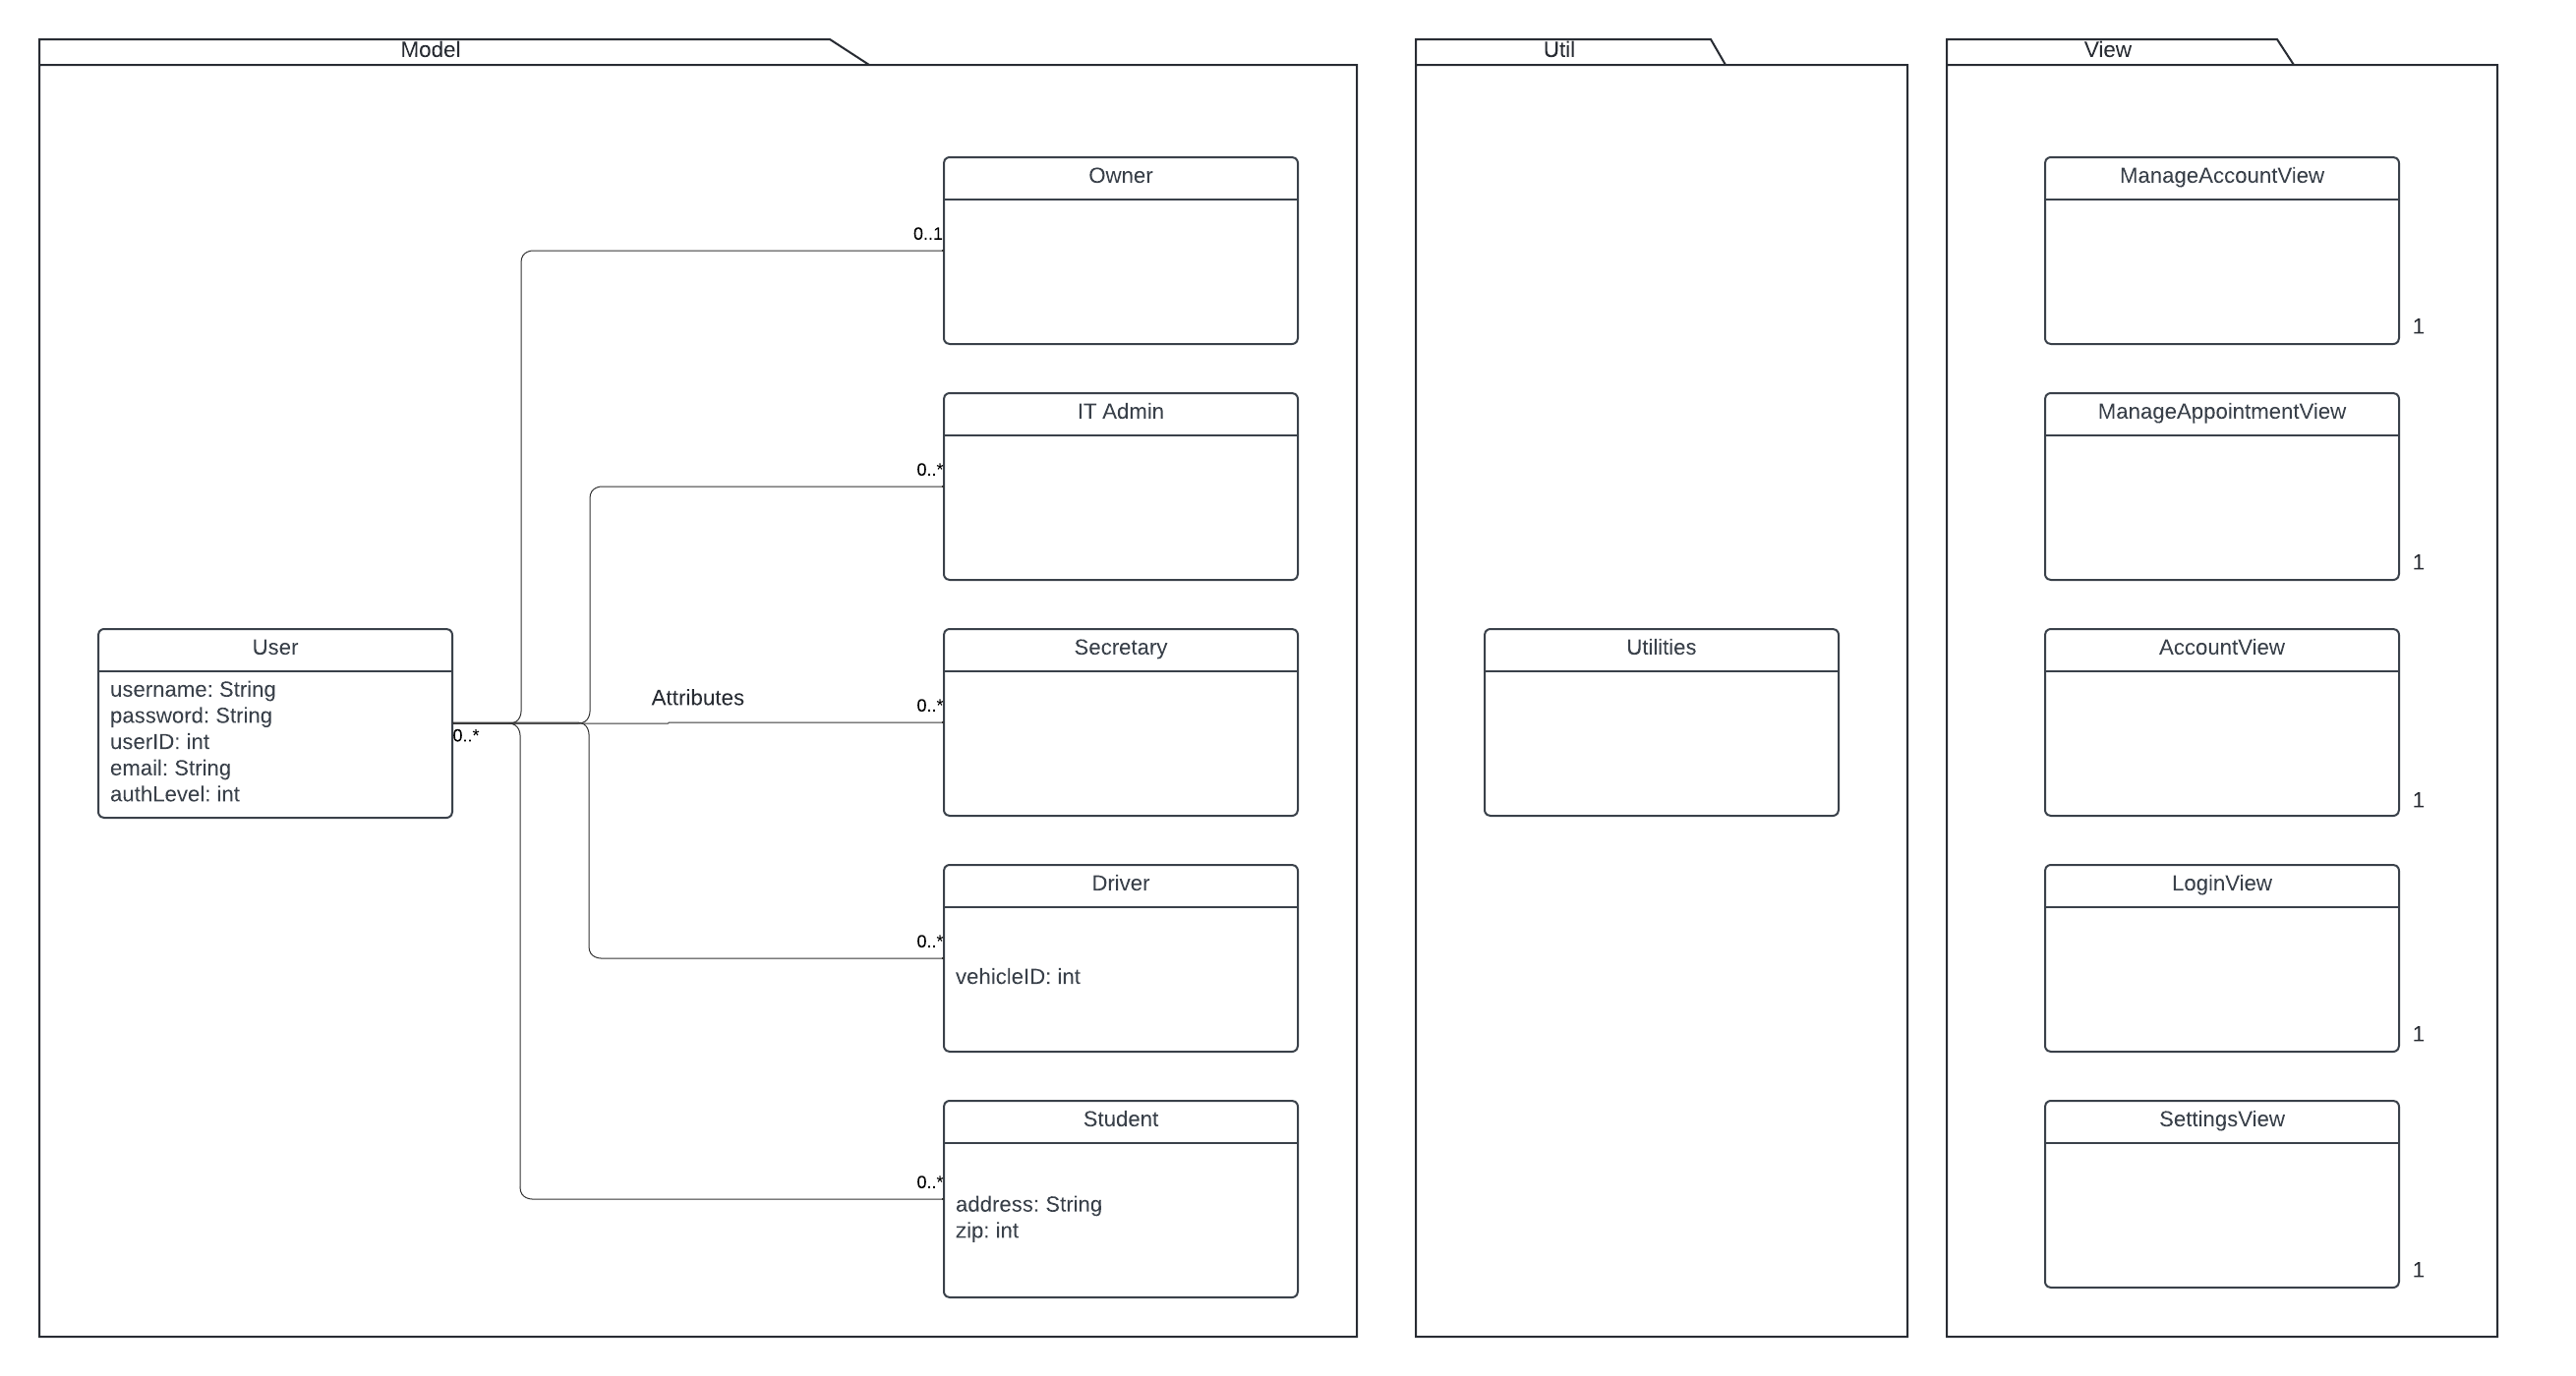 Model
Owner
0..1
IT Admin
0..*
User
username: String
password: String
userID: int
email: String
authLevel: int
0..*
Attributes
Secretary
0..*
Driver
0..*
vehicleID: int
Student
0..*
address: String
zip: int
Util
Utilities
View
ManageAccountView
1
ManageAppointmentView
1
AccountView
1
LoginView
1
SettingsView
1